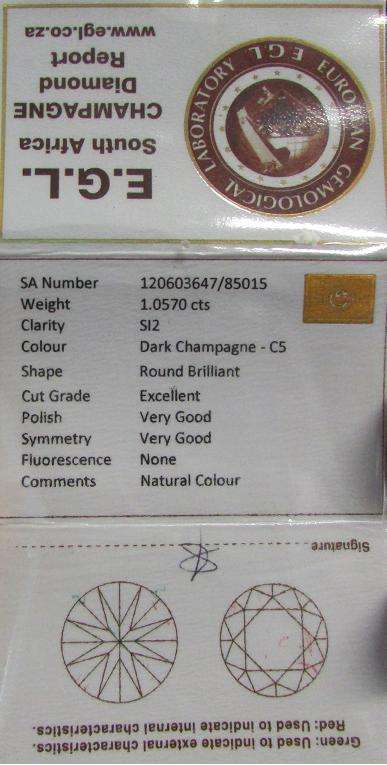 E.G.L.
South Africa
CHAMPAGNE
Diamond
Report
www.egl.co.za
EUROPEAN GEMOLOGICAL LABORATORY
E G L
SA Number 120603647/85015
Weight 1.0570 cts
Clarity SI2
Colour Dark Champagne - C5
Shape Round Brilliant
Cut Grade Excellent
Polish Very Good
Symmetry Very Good
Fluorescence None
Comments Natural Colour
Signature
Green: Used to indicate external characteristics.
Red: Used to indicate internal characteristics.